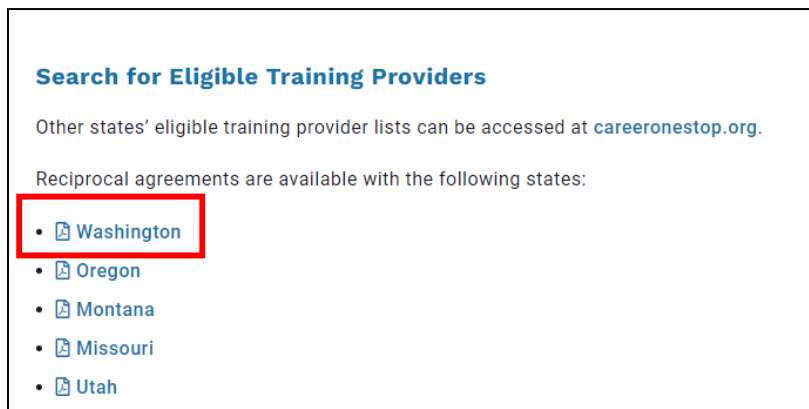 Search for Eligible Training Providers
Other states' eligible training provider lists can be accessed at careeronestop.org.
Reciprocal agreements are available with the following states:
• Washington
• Oregon
• Montana
• Missouri
• Utah